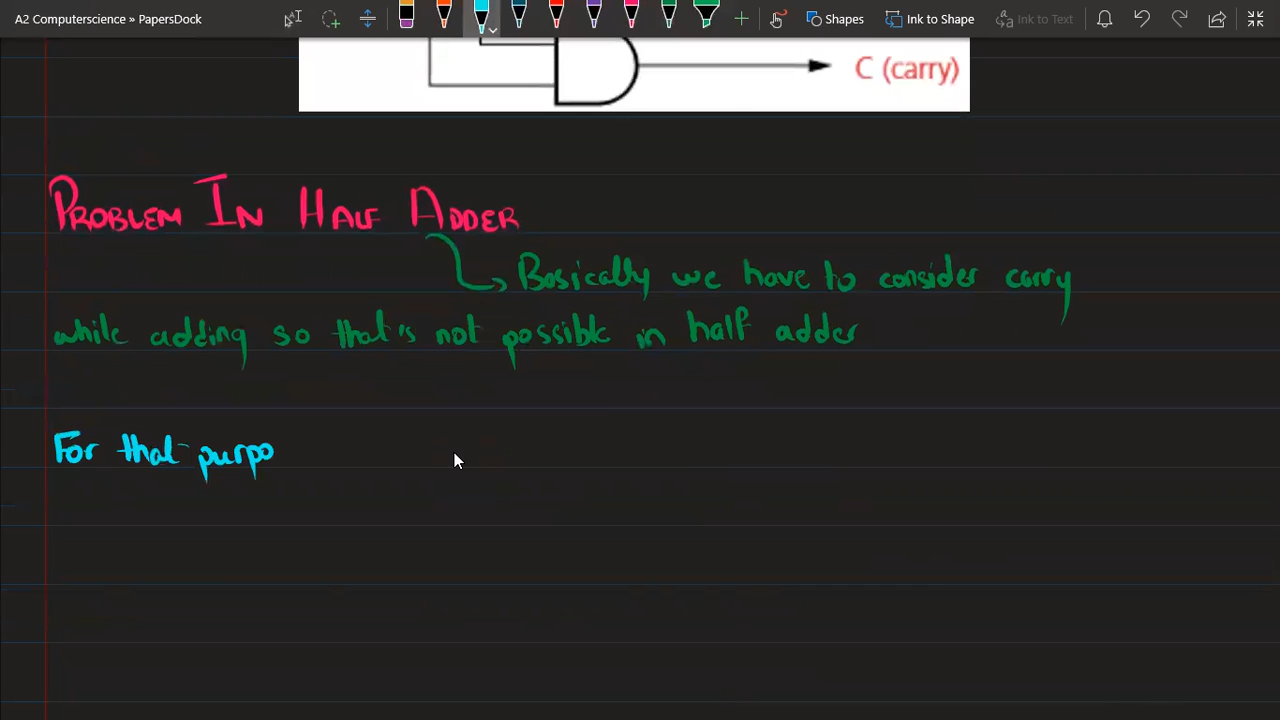 A2 Computerscience » PapersDock
Shapes
Ink to Shape
Ink to Text
C (carry)
PROBLEM IN HALF ADDER
Basically we have to consider carry
while adding so that's not possible in half adder
For that purpo